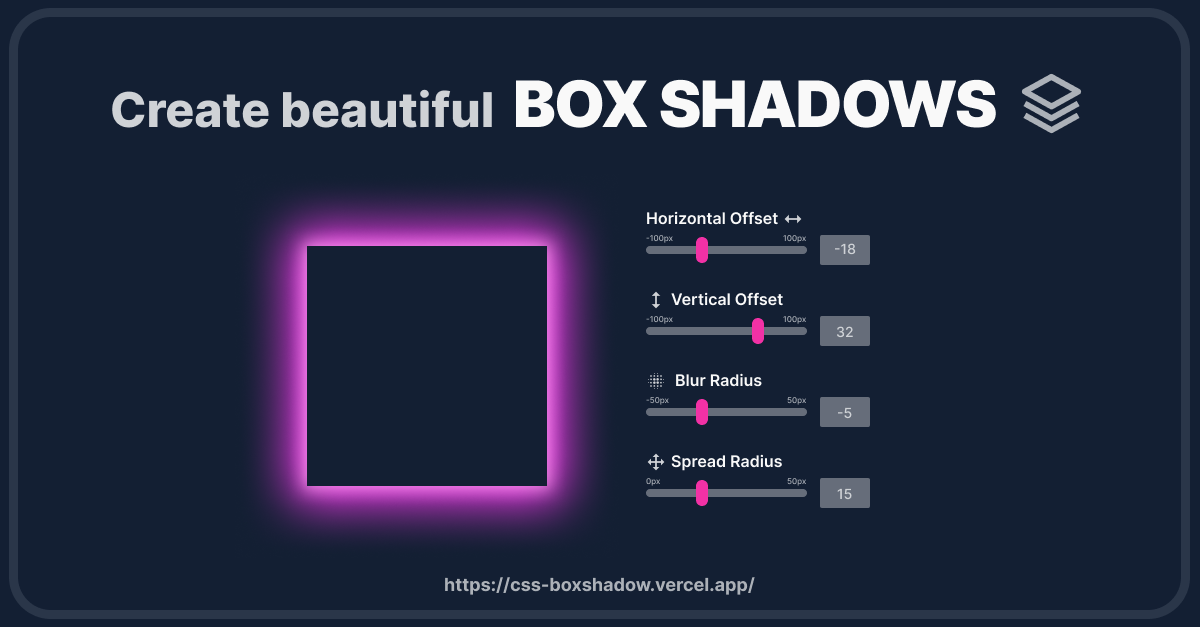 Create beautiful BOX SHADOWS
Horizontal Offset
-100px 100px
-18
Vertical Offset
-100px 100px
32
Blur Radius
-50px 50px
-5
Spread Radius
0px 50px
15
https://css-boxshadow.vercel.app/